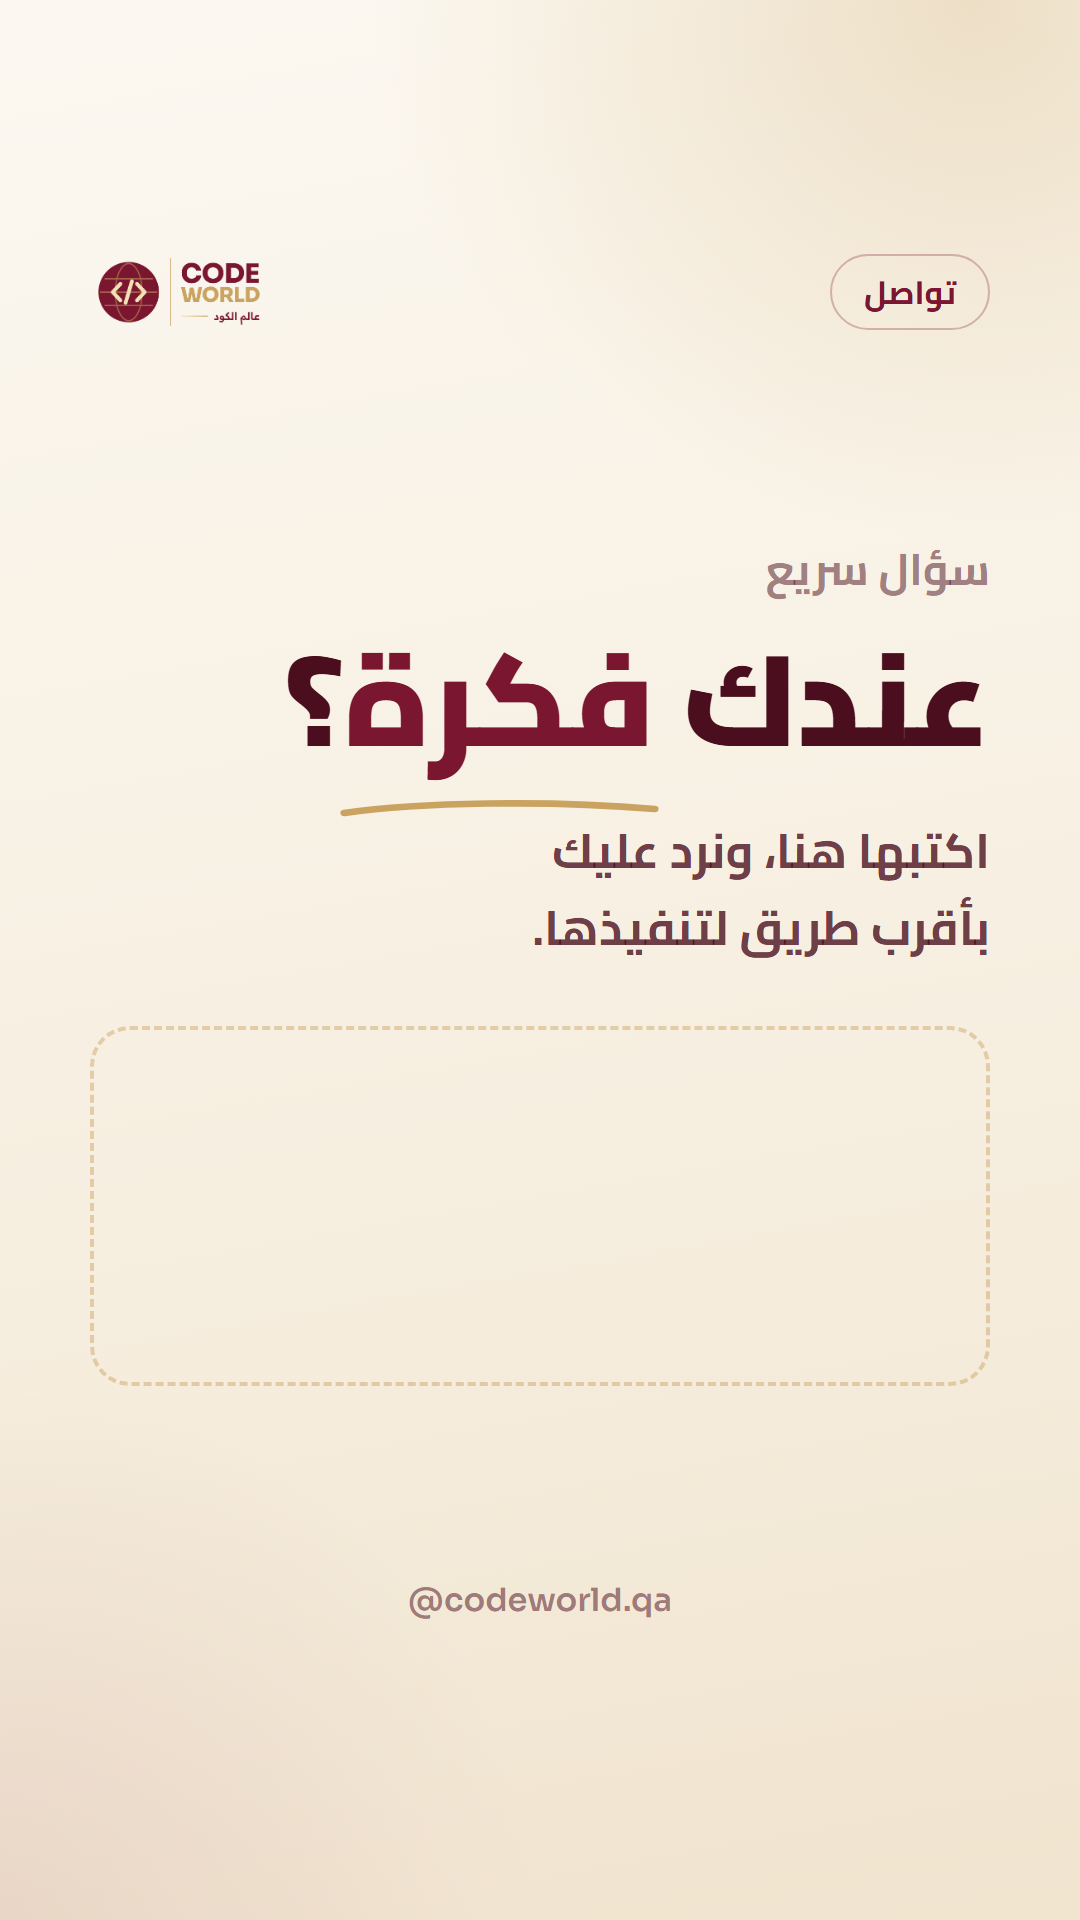 تواصل
CODE
WORLD
عالم الكود
سؤال سريع
عندك فكرة؟
اكتبها هنا، ونرد عليك
بأقرب طريق لتنفيذها.
@codeworld.qa